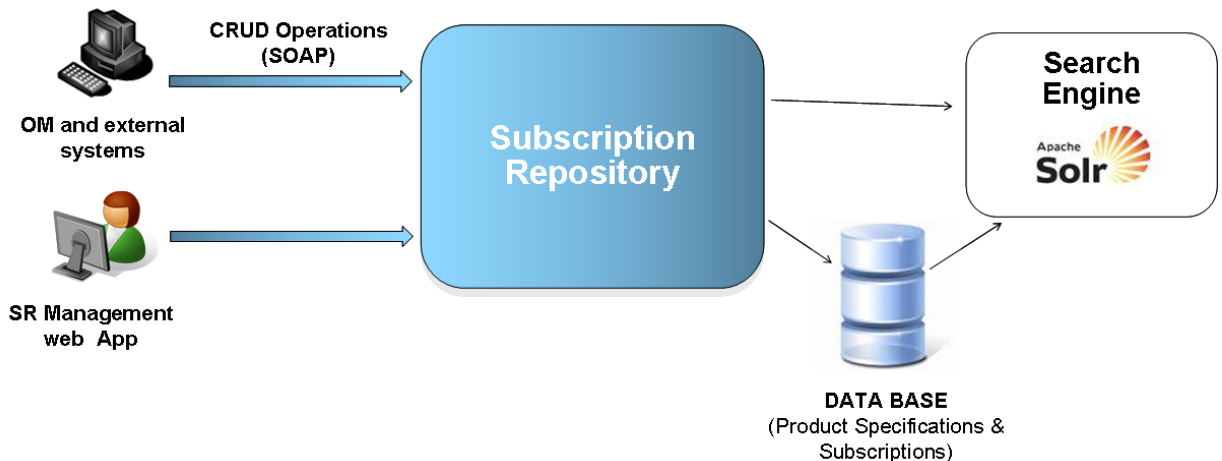 CRUD Operations
(SOAP)
OM and external
systems
SR Management
web App
Subscription
Repository
Search
Engine
Apache
Solr
DATA BASE
(Product Specifications &
Subscriptions)